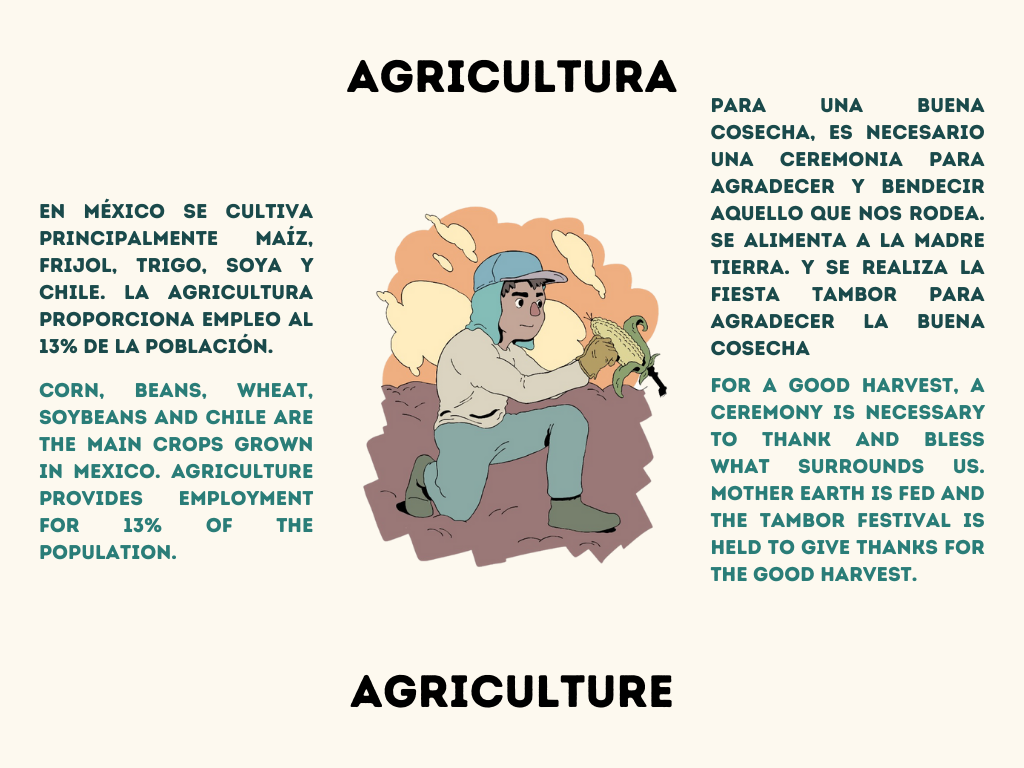 AGRICULTURA
EN MÉXICO SE CULTIVA
PRINCIPALMENTE MAÍZ,
FRIJOL, TRIGO, SOYA Y
CHILE. LA AGRICULTURA
PROPORCIONA EMPLEO AL
13% DE LA POBLACIÓN.
CORN, BEANS, WHEAT,
SOYBEANS AND CHILE ARE
THE MAIN CROPS GROWN
IN MEXICO. AGRICULTURE
PROVIDES EMPLOYMENT
FOR 13% OF THE
POPULATION.
PARA UNA BUENA
COSECHA, ES NECESARIO
UNA CEREMONIA PARA
AGRADECER Y BENDECIR
AQUELLO QUE NOS RODEA.
SE ALIMENTA A LA MADRE
TIERRA. Y SE REALIZA LA
FIESTA TAMBOR PARA
AGRADECER LA BUENA
COSECHA
FOR A GOOD HARVEST, A
CEREMONY IS NECESSARY
TO THANK AND BLESS
WHAT SURROUNDS US.
MOTHER EARTH IS FED AND
THE TAMBOR FESTIVAL IS
HELD TO GIVE THANKS FOR
THE GOOD HARVEST.
AGRICULTURE